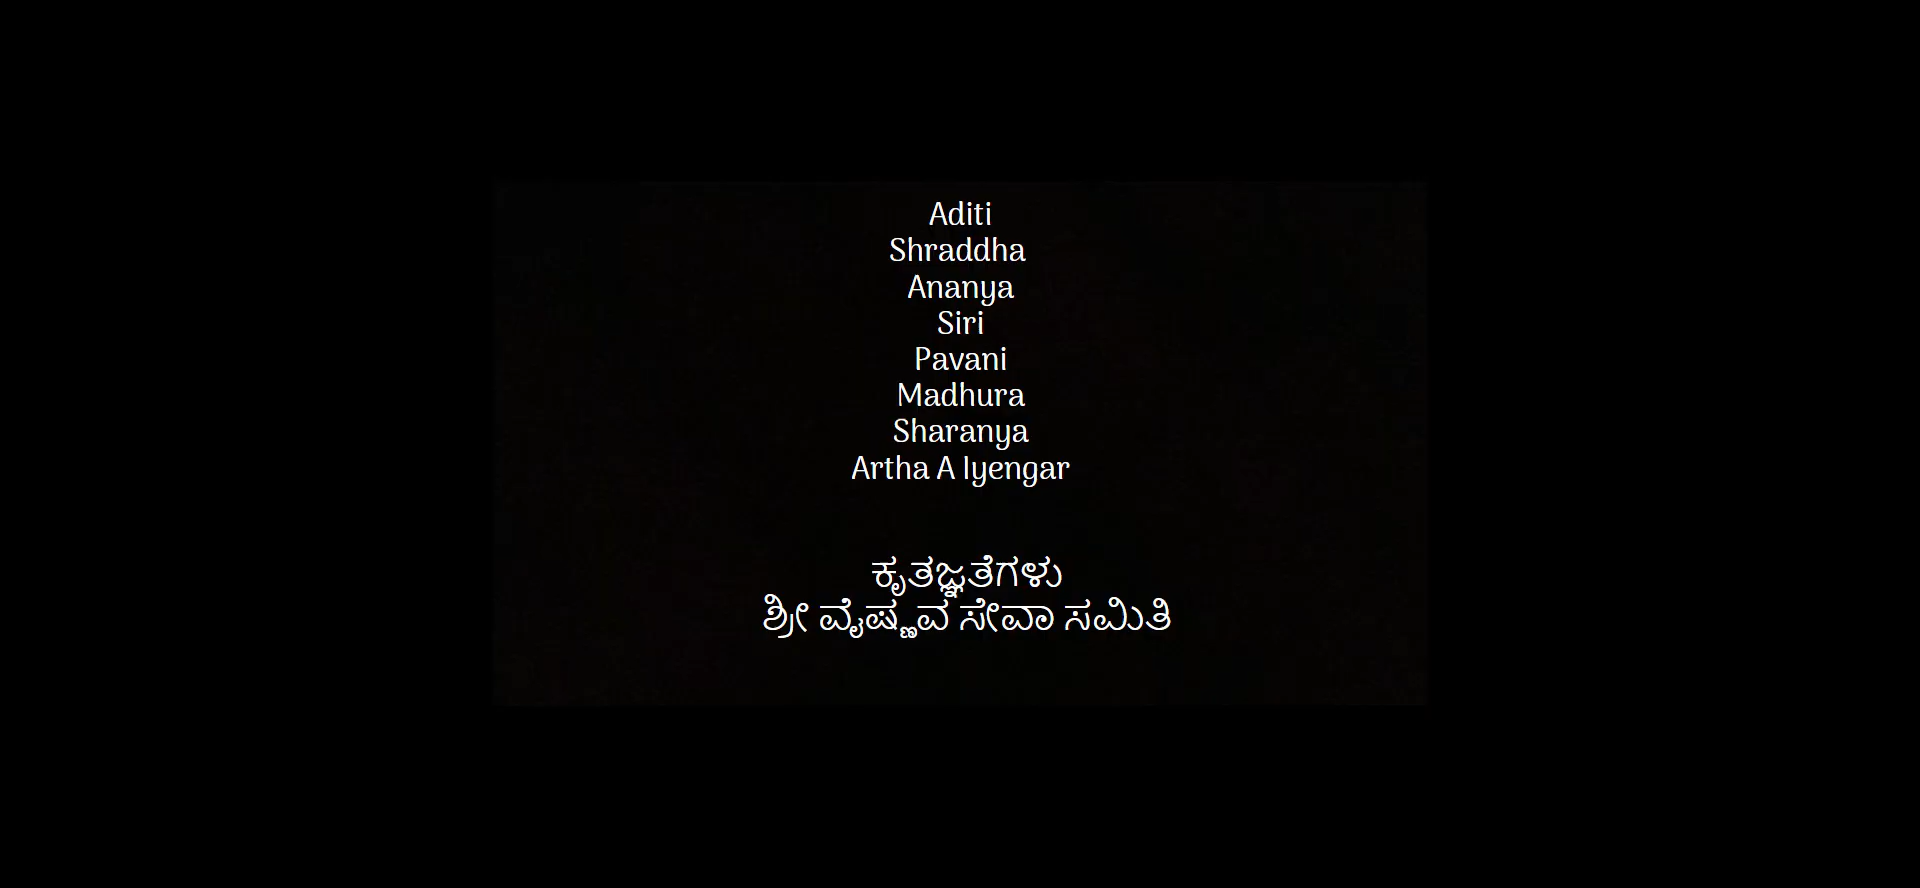 Aditi
Shraddha
Ananya
Siri
Pavani
Madhura
Sharanya
Artha A Iyengar
ಕೃತಜ್ಞತೆಗಳು
ಶ್ರೀ ವೈಷ್ಣವ ಸೇವಾ ಸಮಿತಿ